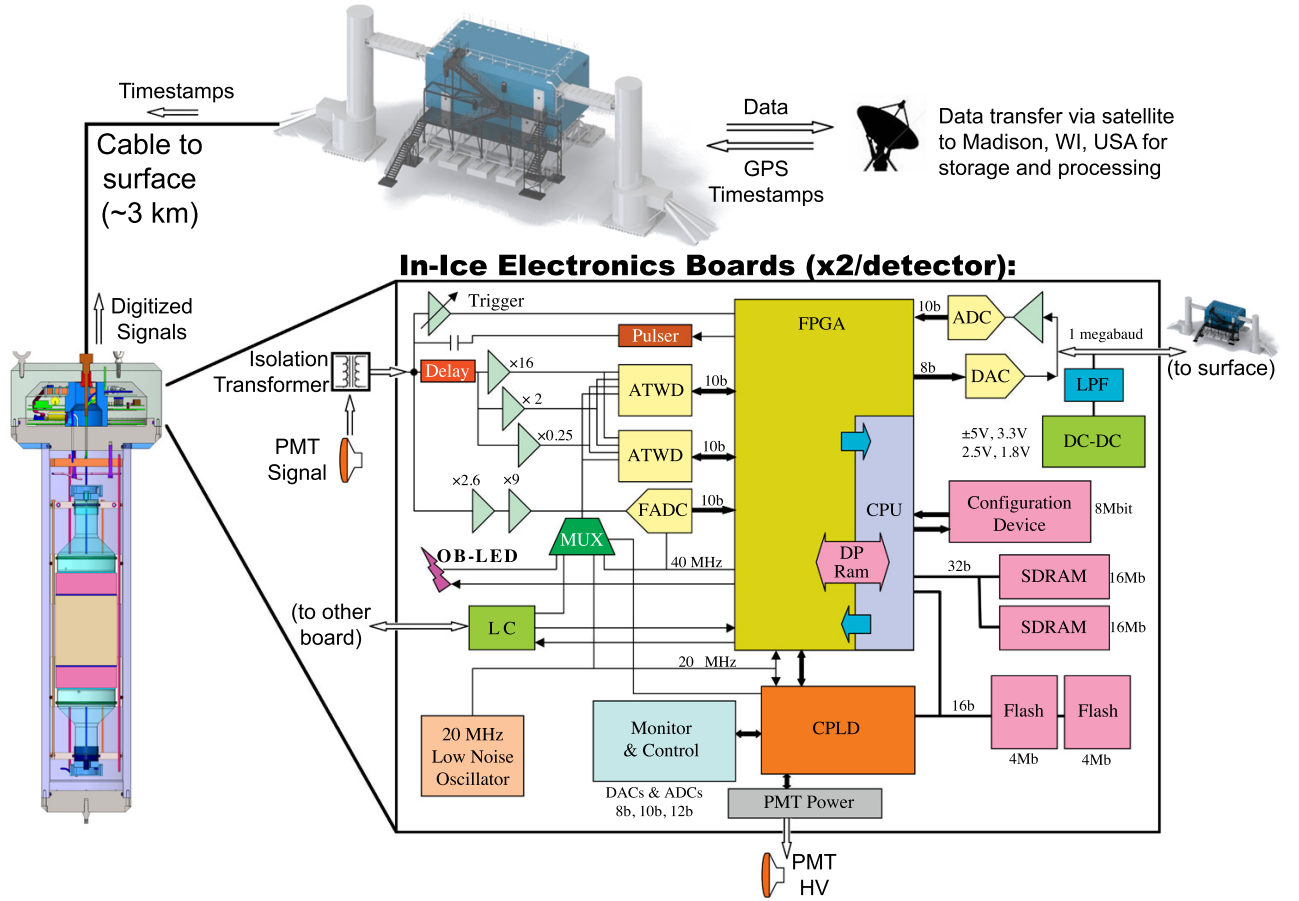 Timestamps
Cable to
surface
(~3 km)
Data
GPS
Timestamps
Data transfer via satellite
to Madison, WI, USA for
storage and processing
In-Ice Electronics Boards (x2/detector):
Digitized
Signals
Isolation
Transformer
PMT
Signal
Trigger
Pulser
Delay
×16
× 2
×0.25
×2.6
×9
ATWD
10b
ATWD
10b
FADC
10b
MUX
OB-LED
40 MHz
(to other
board)
L C
20 MHz
20 MHz
Low Noise
Oscillator
FPGA
CPU
DP
Ram
10b
ADC
8b
DAC
1 megabaud
(to surface)
LPF
±5V, 3.3V
2.5V, 1.8V
DC-DC
Configuration
Device
8Mbit
32b
SDRAM
16Mb
SDRAM
16Mb
16b
Flash
Flash
4Mb
4Mb
Monitor
& Control
DACs & ADCs
8b, 10b, 12b
CPLD
PMT Power
PMT
HV